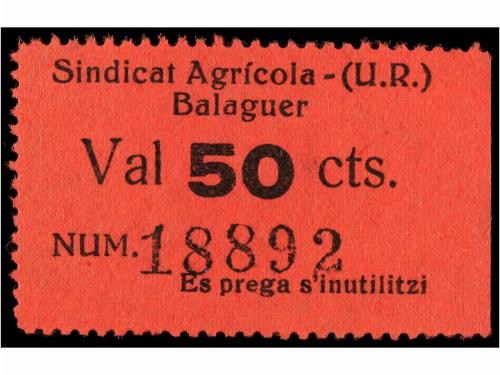 Sindicat Agrícola - (U.R.)
Balaguer
Val 50 cts.
NUM. 18892
Es prega s'inutilitzi